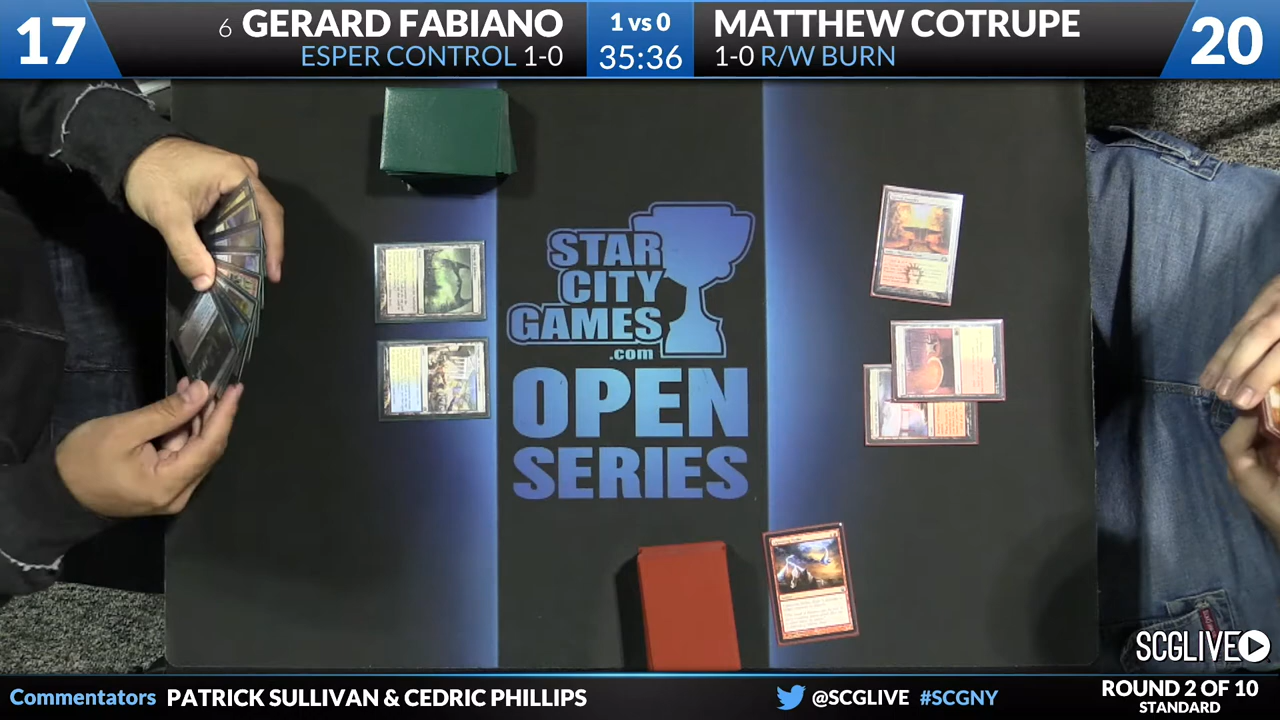 17
6 GERARD FABIANO
ESPER CONTROL 1-0
1 vs 0
35:36
MATTHEW COTRUPE
1-0 R/W BURN
20
STAR
CITY
GAMES
.com
OPEN
SERIES
SCGLIVE
Commentators PATRICK SULLIVAN & CEDRIC PHILLIPS
@SCGLIVE #SCGNY
ROUND 2 OF 10
STANDARD